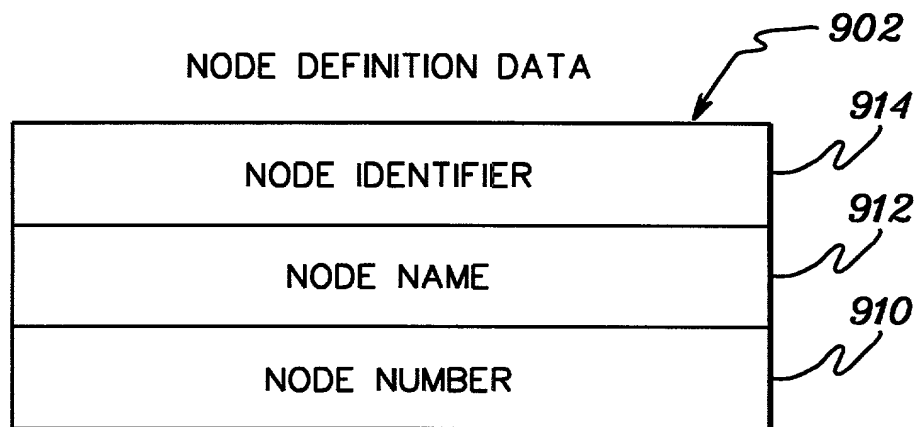 902
NODE DEFINITION DATA
914
NODE IDENTIFIER
912
NODE NAME
910
NODE NUMBER